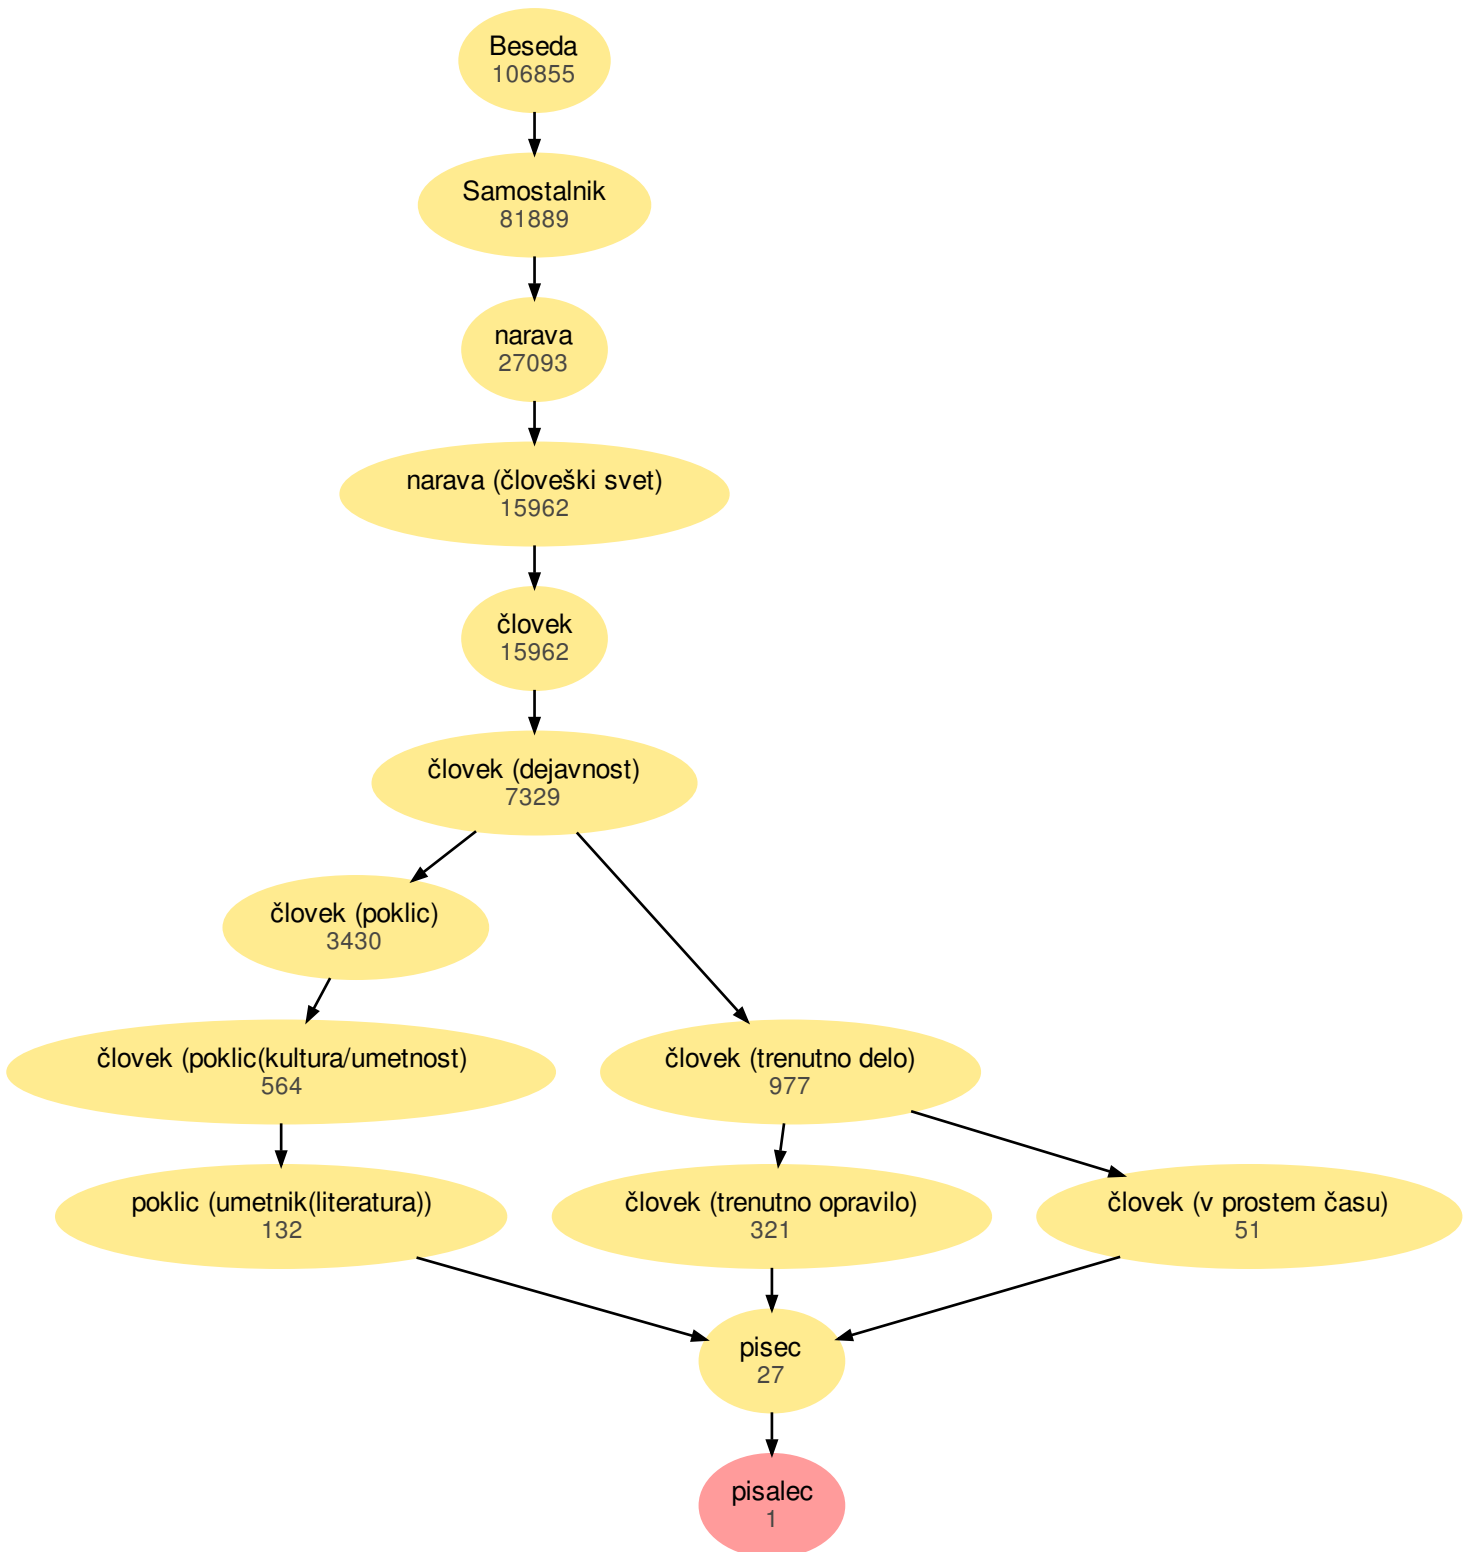 Beseda
106855
Samostalnik
81889
narava
27093
narava (človeški svet)
15962
človek
15962
človek (dejavnost)
7329
človek (poklic)
3430
človek (poklic(kultura/umetnost)
564
človek (trenutno delo)
977
poklic (umetnik(literatura))
132
človek (trenutno opravilo)
321
človek (v prostem času)
51
pisec
27
pisalec
1